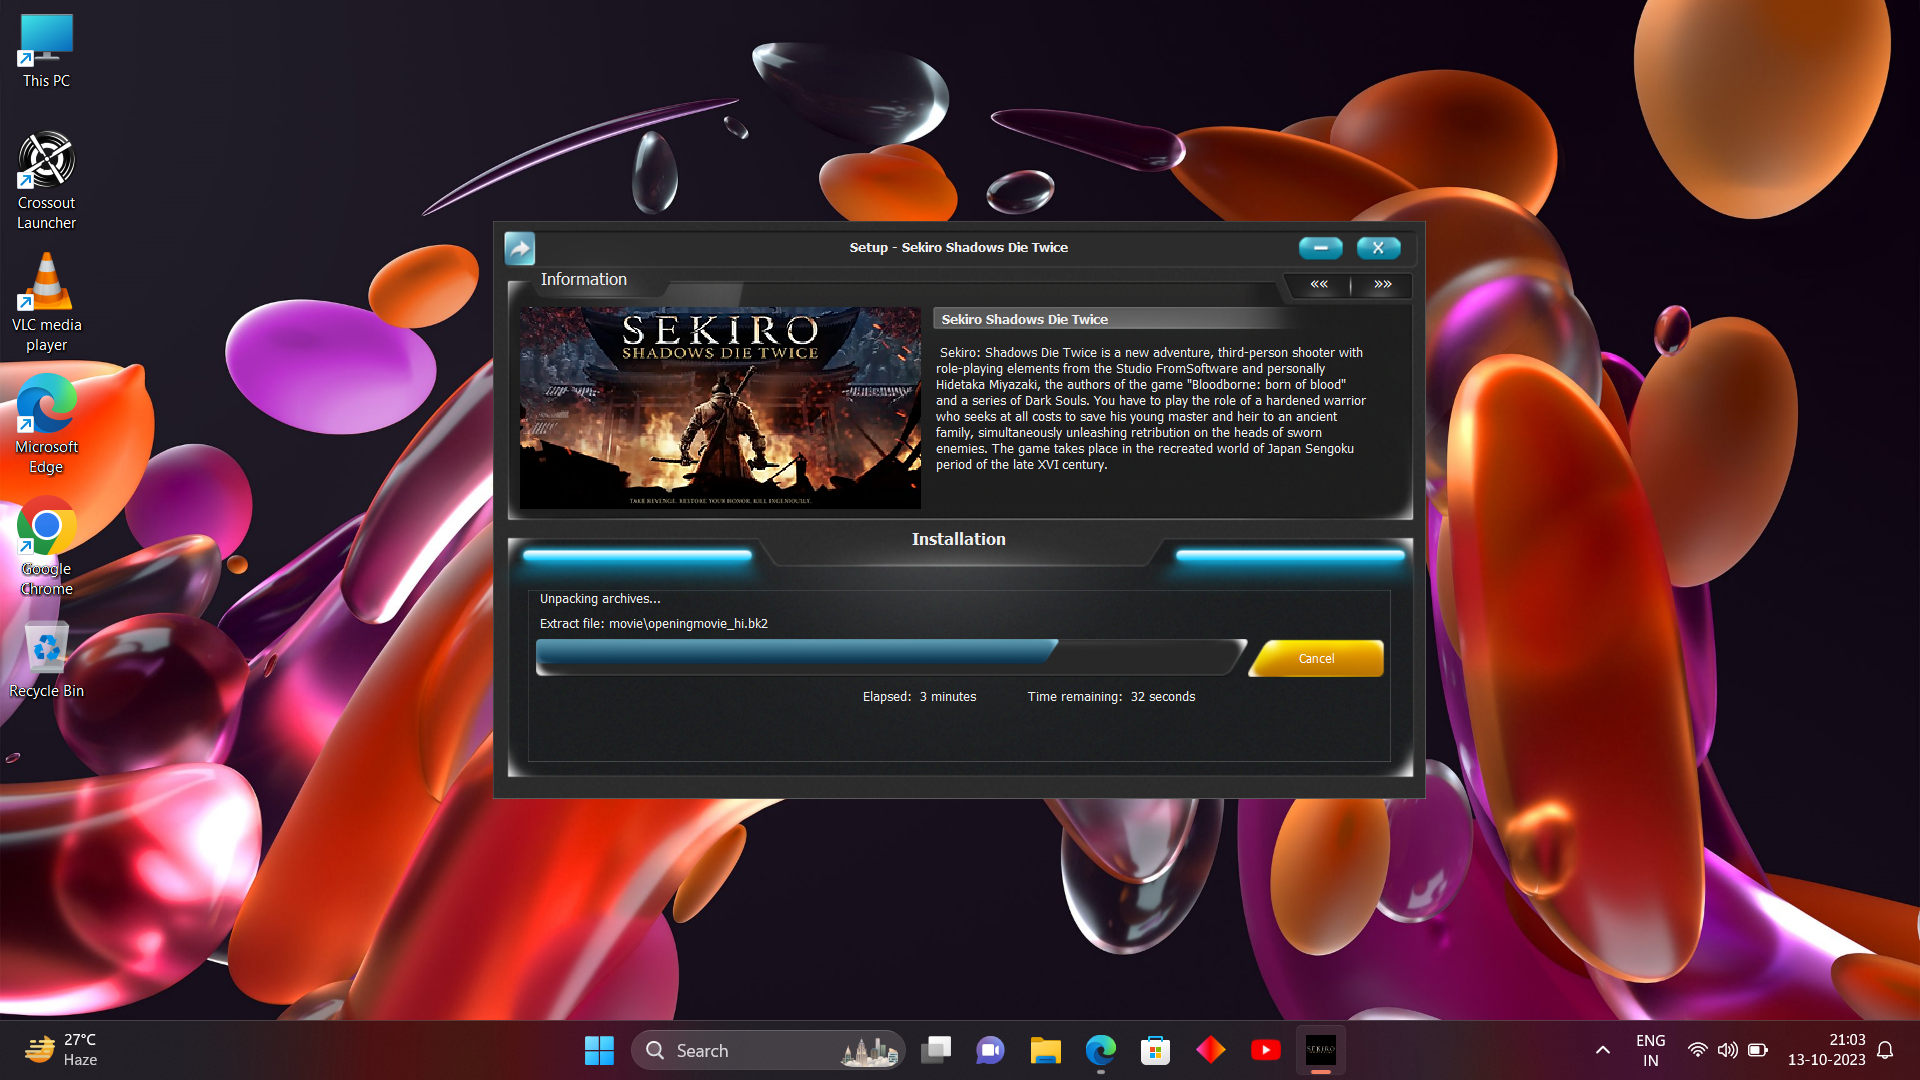 This PC
Crossout
Launcher
VLC media
player
Microsoft
Edge
Google
Chrome
Recycle Bin
Setup - Sekiro Shadows Die Twice
Information
«« »»
SEKIRO
SHADOWS DIE TWICE
TAKE REVENGE. RESTORE YOUR HONOR. KILL INGENIOUSLY.
Sekiro Shadows Die Twice
Sekiro: Shadows Die Twice is a new adventure, third-person shooter with
role-playing elements from the Studio FromSoftware and personally
Hidetaka Miyazaki, the authors of the game "Bloodborne: born of blood"
and a series of Dark Souls. You have to play the role of a hardened warrior
who seeks at all costs to save his young master and heir to an ancient
family, simultaneously unleashing retribution on the heads of sworn
enemies. The game takes place in the recreated world of Japan Sengoku
period of the late XVI century.
Installation
Unpacking archives...
Extract file: movie\openingmovie_hi.bk2
Cancel
Elapsed: 3 minutes Time remaining: 32 seconds
27°C
Haze
Search
SEKIRO
ENG
IN
21:03
13-10-2023